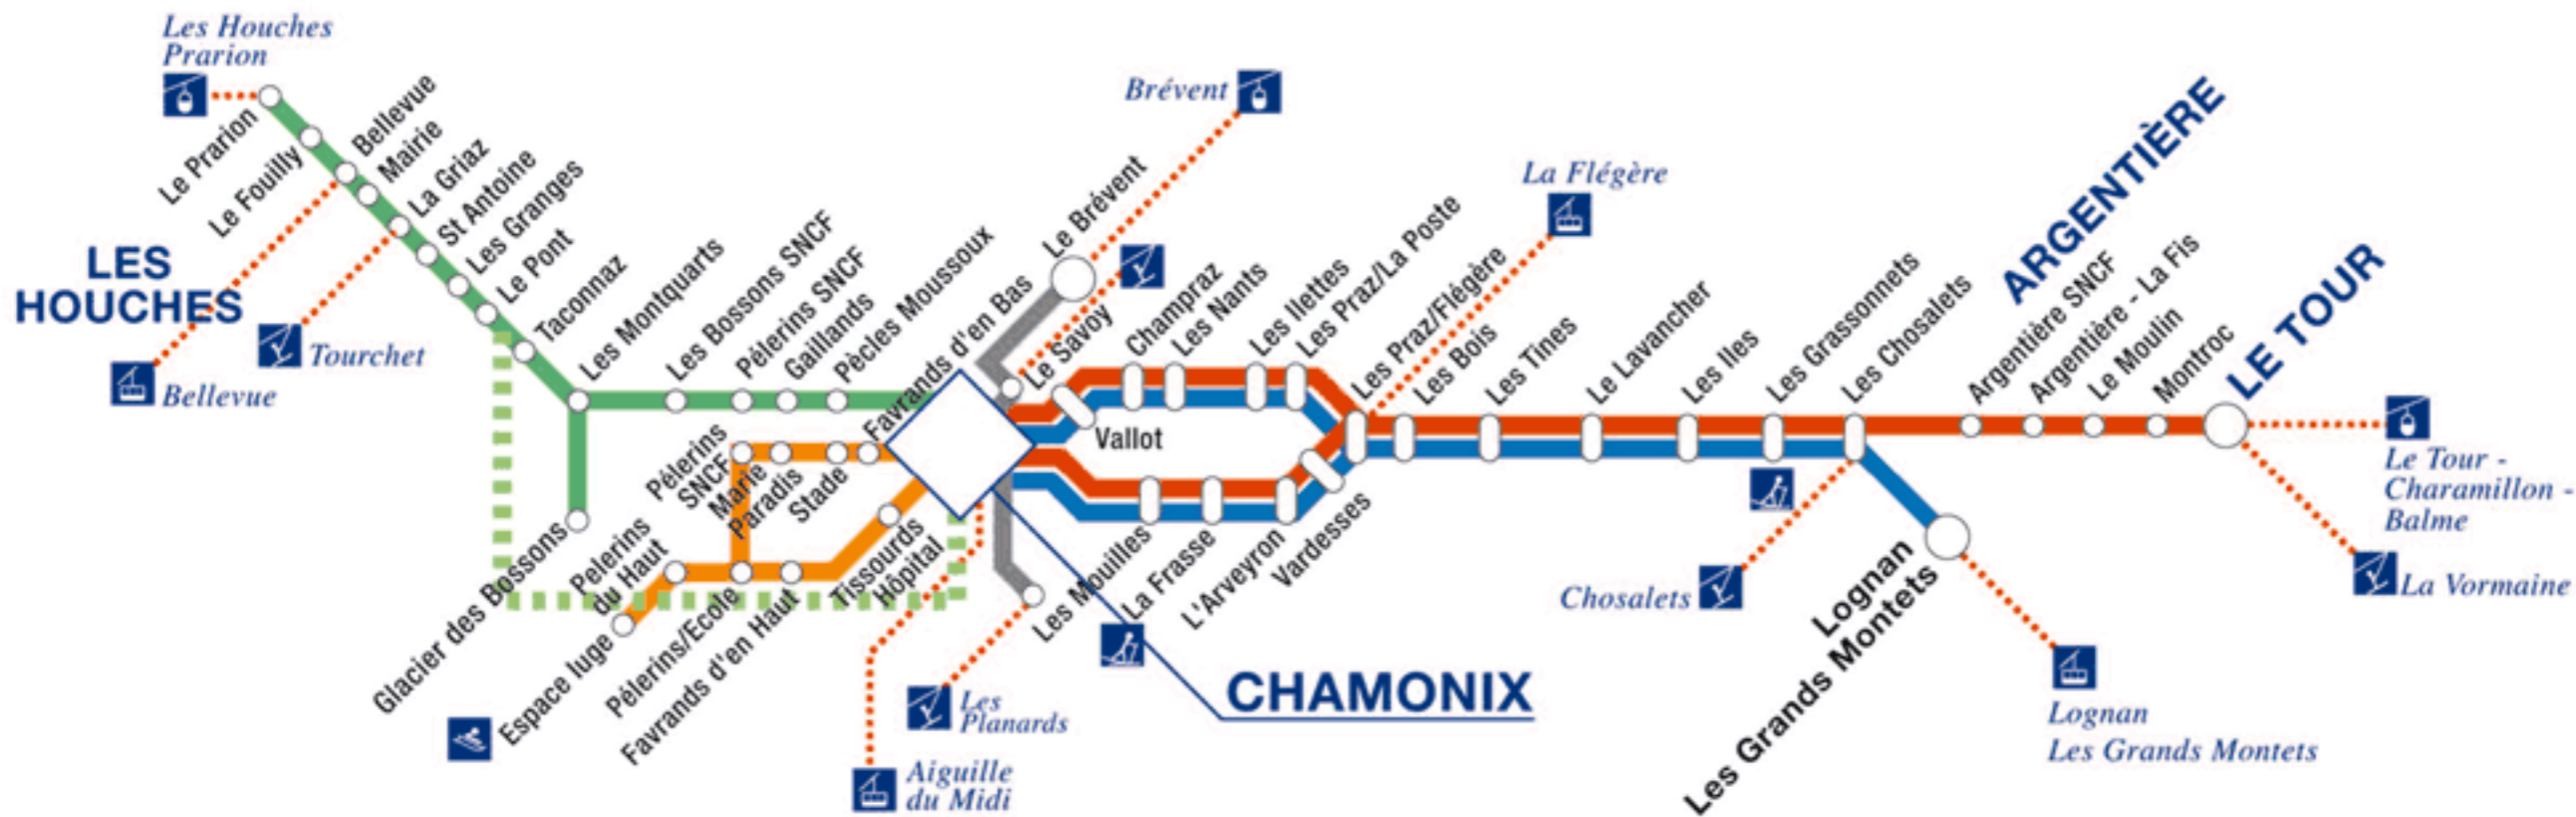 Les Houches
Prarion
Le Prarion
Le Fouilly
Bellevue
Mairie
La Griaz
St Antoine
Les Granges
Le Pont
Taconnaz
LES
HOUCHES
Bellevue
Tourchet
Les Montquarts
Les Bossons SNCF
Pélerins SNCF
Gaillands
Pècles Moussoux
Glacier des Bossons
Favrands d'en Bas
Pélerins
SNCF
Marie
Paradis
Stade
Pelerins
du Haut
Espace luge
Pélerins/Ecole
Favrands d'en Haut
Tissourds
Hôpital
Brévent
Le Brévent
Le Savoy
Vallot
Champraz
Les Nants
Les Ilettes
Les Praz/La Poste
Les Praz/Flégère
La Flégère
Les Mouilles
La Frasse
L'Arveyron
Vardesses
CHAMONIX
Les
Planards
Aiguille
du Midi
Les Bois
Les Tines
Le Lavancher
Les Iles
Les Grassonnets
Les Chosalets
Chosalets
ARGENTIÈRE
Argentière SNCF
Argentière - La Fis
Le Moulin
Montroc
LE TOUR
Le Tour -
Charamillon -
Balme
La Vormaine
Lognan
Les Grands Montets
Lognan
Les Grands Montets